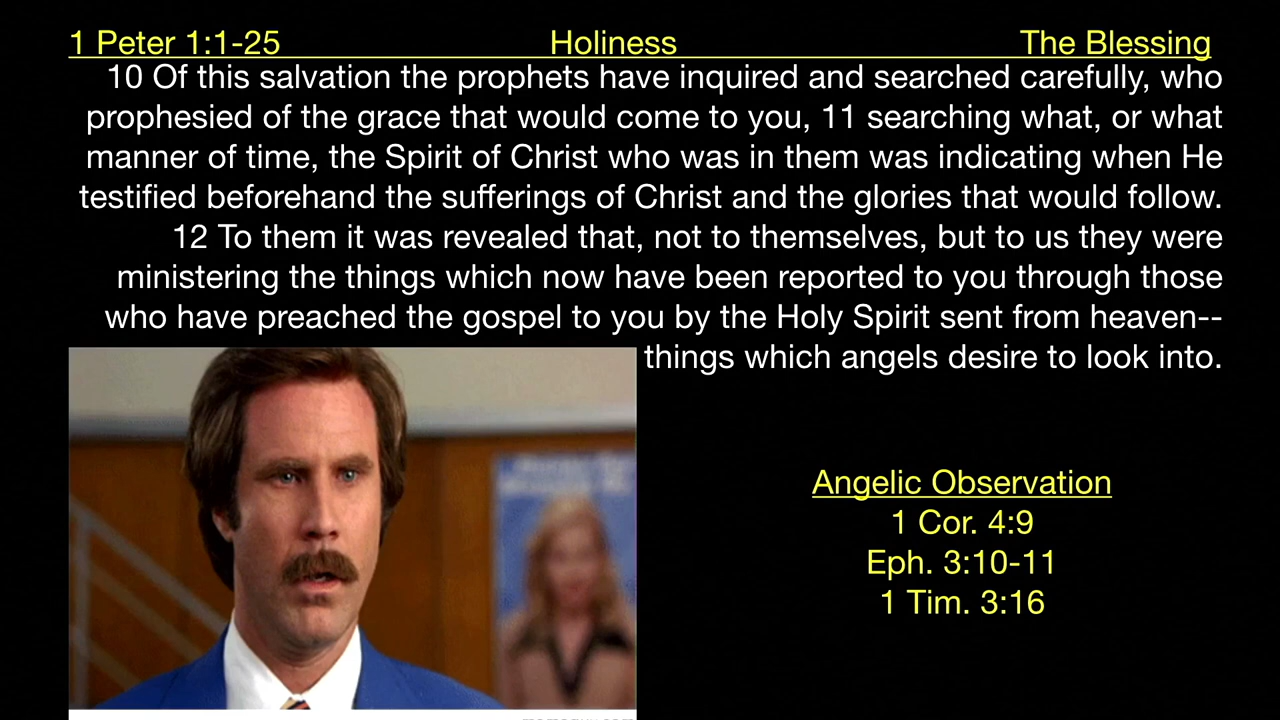 1 Peter 1:1-25 Holiness The Blessing
10 Of this salvation the prophets have inquired and searched carefully, who
prophesied of the grace that would come to you, 11 searching what, or what
manner of time, the Spirit of Christ who was in them was indicating when He
testified beforehand the sufferings of Christ and the glories that would follow.
12 To them it was revealed that, not to themselves, but to us they were
ministering the things which now have been reported to you through those
who have preached the gospel to you by the Holy Spirit sent from heaven--
things which angels desire to look into.
Angelic Observation
1 Cor. 4:9
Eph. 3:10-11
1 Tim. 3:16